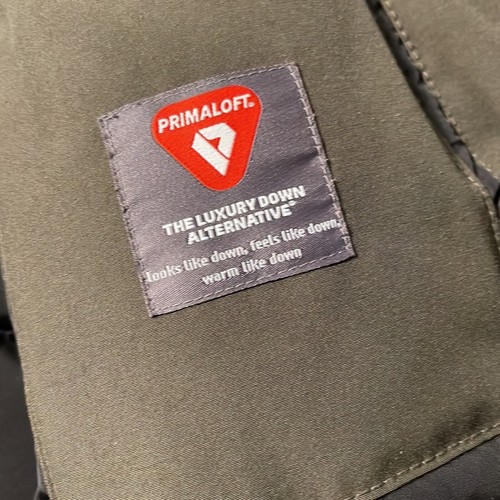 PRIMALOFT®
THE LUXURY DOWN
ALTERNATIVE®
looks like down, feels like down,
warm like down